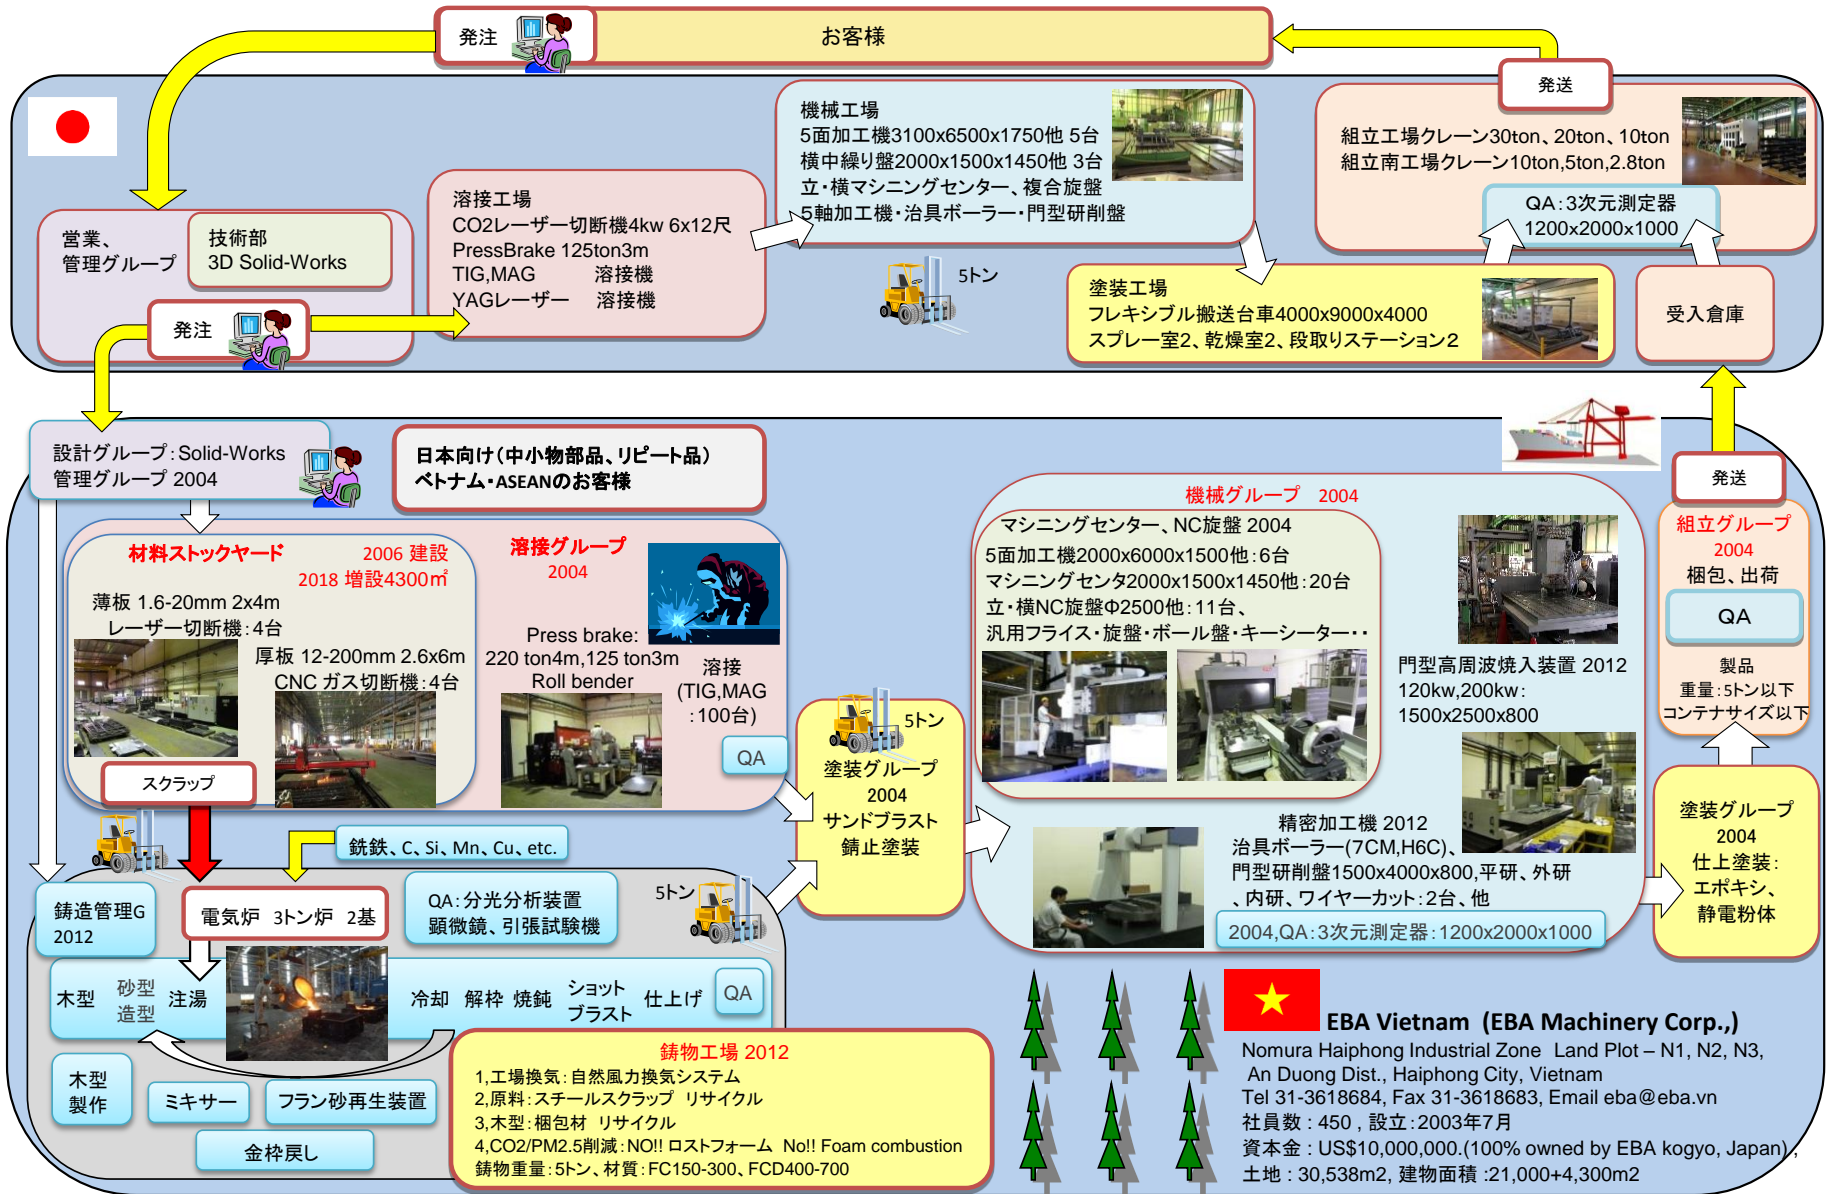 発注
お客様
発送
機械工場
5面加工機3100x6500x1750他 5台
横中繰り盤2000x1500x1450他 3台
立・横マシニングセンター、複合旋盤
5軸加工機・治具ボーラー・門型研削盤
組立工場クレーン30ton、20ton、10ton
組立南工場クレーン10ton,5ton,2.8ton
QA：3次元測定器
1200x2000x1000
溶接工場
CO2レーザー切断機4kw 6x12尺
PressBrake 125ton3m
TIG,MAG 溶接機
YAGレーザー 溶接機
営業、
管理グループ
技術部
3D Solid-Works
発注
5トン
塗装工場
フレキシブル搬送台車4000x9000x4000
スプレー室2、乾燥室2、段取りステーション2
受入倉庫
設計グループ：Solid-Works
管理グループ 2004
日本向け（中小物部品、リピート品）
ベトナム・ASEANのお客様
材料ストックヤード
2006 建設
2018 増設4300㎡
薄板 1.6-20mm 2x4m
レーザー切断機：4台
厚板 12-200mm 2.6x6m
CNC ガス切断機：4台
スクラップ
溶接グループ
2004
Press brake:
220 ton4m,125 ton3m
Roll bender
溶接
(TIG,MAG
：100台)
QA
5トン
塗装グループ
2004
サンドブラスト
錆止塗装
機械グループ 2004
マシニングセンター、NC旋盤 2004
5面加工機2000x6000x1500他：6台
マシニングセンタ2000x1500x1450他：20台
立・横NC旋盤Φ2500他：11台、
汎用フライス・旋盤・ボール盤・キーシーター・・
門型高周波焼入装置 2012
120kw,200kw：
1500x2500x800
精密加工機 2012
治具ボーラー(7CM,H6C)、
門型研削盤1500x4000x800,平研、外研
、内研、ワイヤーカット：2台、他
2004,QA：3次元測定器：1200x2000x1000
発送
組立グループ
2004
梱包、出荷
QA
製品
重量：5トン以下
コンテナサイズ以下
塗装グループ
2004
仕上塗装：
エポキシ、
静電粉体
銑鉄、C、Si、Mn、Cu、etc.
鋳造管理G
2012
電気炉 3トン炉 2基
QA：分光分析装置
顕微鏡、引張試験機
5トン
木型
砂型
造型
注湯
冷却
解枠
焼鈍
ショット
ブラスト
仕上げ
QA
木型
製作
ミキサー
フラン砂再生装置
金枠戻し
鋳物工場 2012
1,工場換気：自然風力換気システム
2,原料：スチールスクラップ リサイクル
3,木型：梱包材 リサイクル
4,CO2/PM2.5削減：NO!! ロストフォーム No!! Foam combustion
鋳物重量：5トン、材質：FC150-300、FCD400-700
EBA Vietnam (EBA Machinery Corp.,)
Nomura Haiphong Industrial Zone Land Plot – N1, N2, N3,
An Duong Dist., Haiphong City, Vietnam
Tel 31-3618684, Fax 31-3618683, Email eba@eba.vn
社員数 : 450 , 設立 : 2003年7月
資本金 : US$10,000,000.(100% owned by EBA kogyo, Japan) ,
土地 : 30,538m2, 建物面積 :21,000+4,300m2